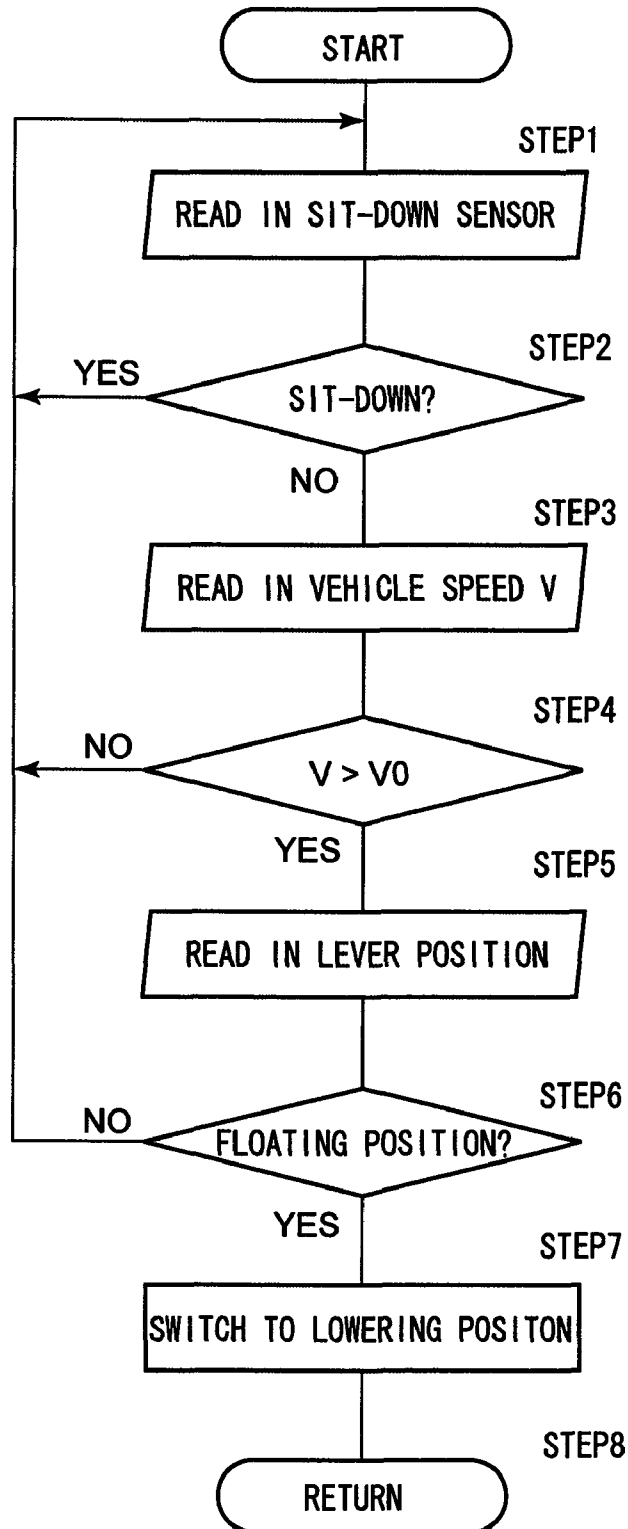 START
STEP1
READ IN SIT-DOWN SENSOR
STEP2
YES
SIT-DOWN?
NO
STEP3
READ IN VEHICLE SPEED V
STEP4
NO
V > V0
YES
STEP5
READ IN LEVER POSITION
STEP6
NO
FLOATING POSITION?
YES
STEP7
SWITCH TO LOWERING POSITON
STEP8
RETURN